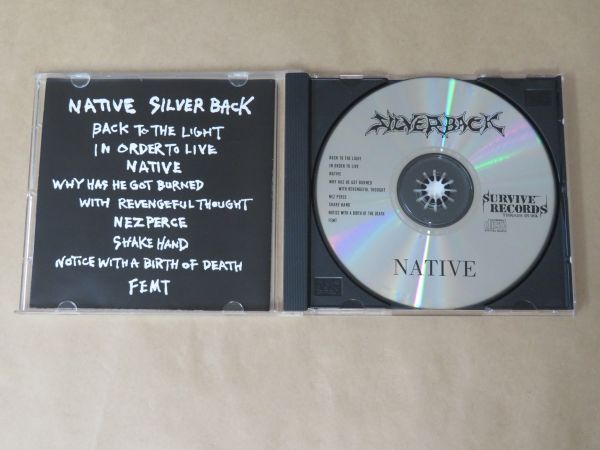 NATIVE SILVER BACK
BACK TO THE LIGHT
IN ORDER TO LIVE
NATIVE
WHY HAS HE GOT BURNED
WITH REVENGEFUL THOUGHT
NEZPERCE
SHAKE HAND
NOTICE WITH A BIRTH OF DEATH
FEMT
SILVERBACK
BACK TO THE LIGHT
IN ORDER TO LIVE
NATIVE
WHY HAS HE GOT BURNED
WITH REVENGEFUL THOUGHT
NEZ PERCE
SHAKE HAND
NOTICE WITH A BIRTH OF THE DEATH
FEMT
SURVIVE
RECORDS
NATIVE